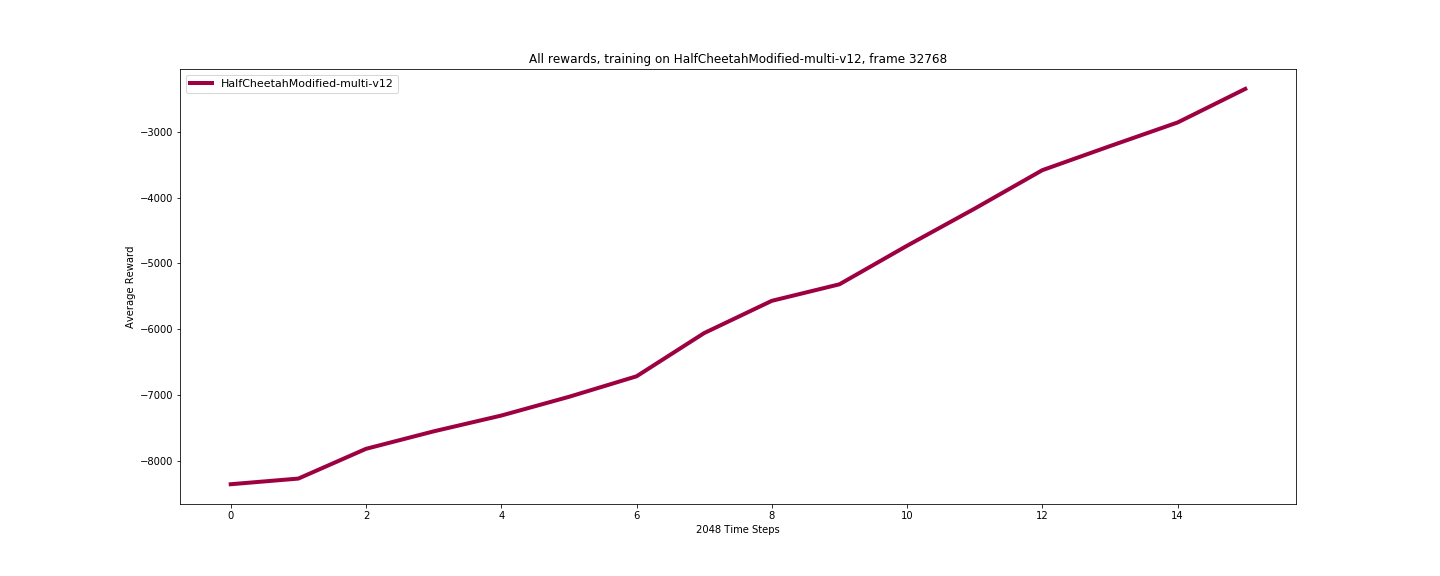 All rewards, training on HalfCheetahModified-multi-v12, frame 32768
HalfCheetahModified-multi-v12
Average Reward
−3000
−4000
−5000
−6000
−7000
−8000
0 2 4 6 8 10 12 14
2048 Time Steps